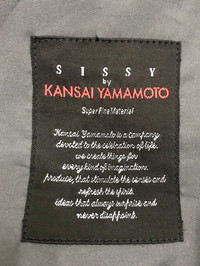 SISSY
by
KANSAI YAMAMOTO
Super Fine Material
Kansai Yamamoto is a company
devoted to the celebration of life.
we create things for
every kind of imagination.
produce, that stimulate the senses and
refresh the spirit.
ideas that always surprise and
never disappoint.